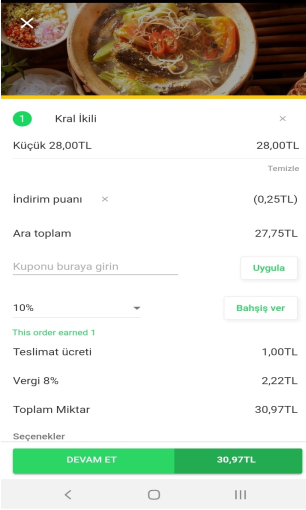 1 Kral İkili ×
Küçük 28,00TL 28,00TL
Temizle
İndirim puanı × (0,25TL)
Ara toplam 27,75TL
Kuponu buraya girin Uygula
10% Bahşiş ver
This order earned 1
Teslimat ücreti 1,00TL
Vergi 8% 2,22TL
Toplam Miktar 30,97TL
Seçenekler
DEVAM ET 30,97TL